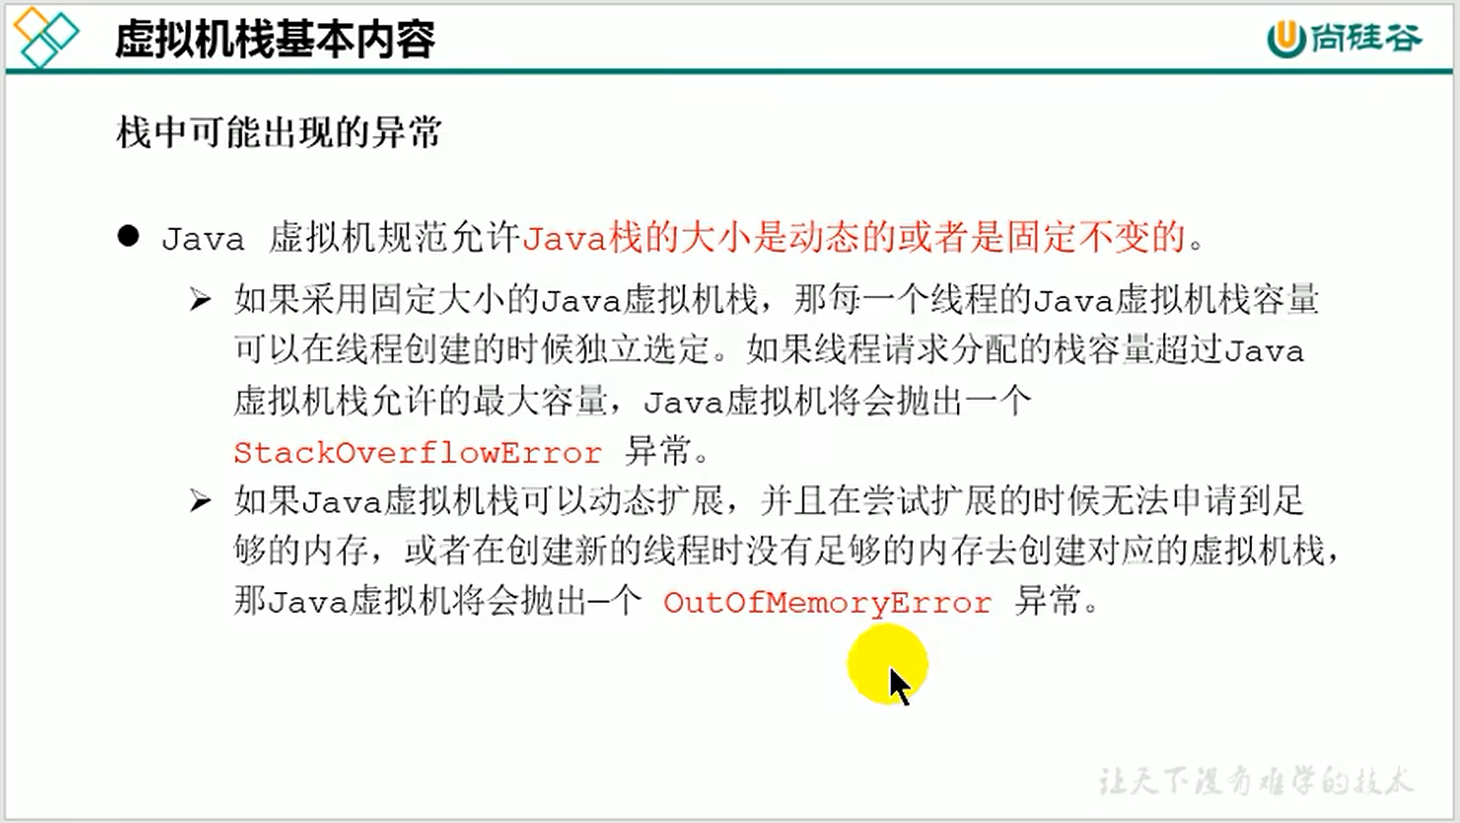 虚拟机栈基本内容
尚硅谷
栈中可能出现的异常
● Java 虚拟机规范允许Java栈的大小是动态的或者是固定不变的。
➢ 如果采用固定大小的Java虚拟机栈，那每一个线程的Java虚拟机栈容量
可以在线程创建的时候独立选定。如果线程请求分配的栈容量超过Java
虚拟机栈允许的最大容量，Java虚拟机将会抛出一个
StackOverflowError 异常。
➢ 如果Java虚拟机栈可以动态扩展，并且在尝试扩展的时候无法申请到足
够的内存，或者在创建新的线程时没有足够的内存去创建对应的虚拟机栈，
那Java虚拟机将会抛出一个 OutOfMemoryError 异常。
让天下没有难学的技术